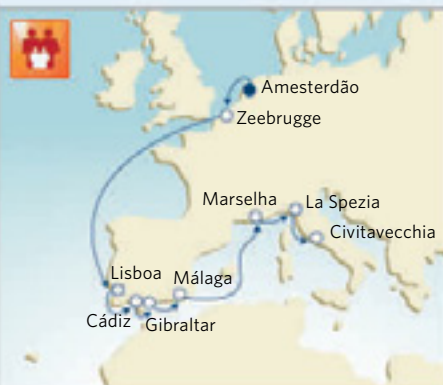 Amesterdão
Zeebrugge
Marselha
La Spezia
Civitavecchia
Lisboa
Málaga
Cádiz
Gibraltar